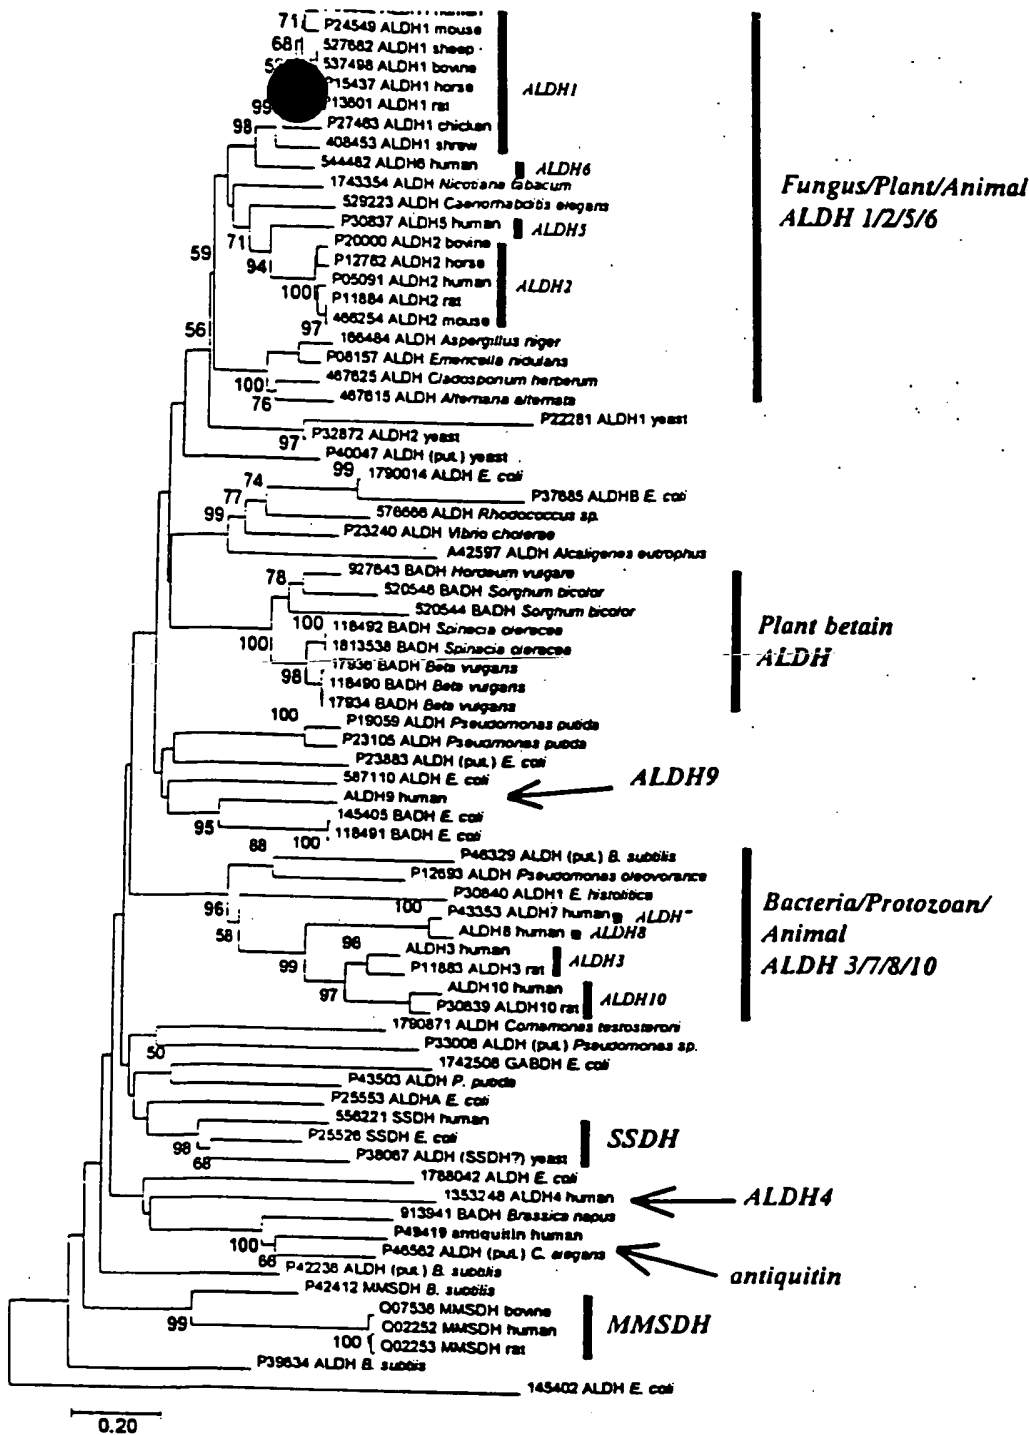 71 P24549 ALDH1 mouse
68 527682 ALDH1 sheep
537498 ALDH1 bovine
P15437 ALDH1 horse
ALDH1
99 P13601 ALDH1 rat
98 P27463 ALDH1 chicken
408453 ALDH1 shrew
544482 ALDH6 human
ALDH6
1743354 ALDH Nicotiana tabacum
529223 ALDH Caenorhabditis elegans
Fungus/Plant/Animal
ALDH 1/2/5/6
P30837 ALDH5 human
ALDH5
71 P20000 ALDH2 bovine
59 94 P12762 ALDH2 horse
P05091 ALDH2 human
ALDH2
100 P11884 ALDH2 rat
466254 ALDH2 mouse
56 97
166484 ALDH Aspergillus niger
P08157 ALDH Emericella nidulans
100 467625 ALDH Cladosporium herbarum
76 467615 ALDH Alternaria alternata
P22281 ALDH1 yeast
97 P32872 ALDH2 yeast
P40047 ALDH (put.) yeast
74 99 1790014 ALDH E. coli
77 P37685 ALDHB E. coli
99 576666 ALDH Rhodococcus sp.
P23240 ALDH Vibrio cholerae
A42597 ALDH Alcaligenes eutrophus
78 927643 BADH Hordeum vulgare
520546 BADH Sorghum bicolor
520544 BADH Sorghum bicolor
100 118492 BADH Spinacia oleracea
Plant betain
ALDH
100 1813538 BADH Spinacia oleracea
17936 BADH Beta vulgaris
98 118490 BADH Beta vulgaris
17934 BADH Beta vulgaris
100 P19059 ALDH Pseudomonas putida
P23105 ALDH Pseudmonas putida
P23883 ALDH (put.) E. coli
587110 ALDH E. coli
ALDH9
ALDH9 human
95 145405 BADH E. coli
100 118491 BADH E. coli
88 P46329 ALDH (put.) B. subtilis
P12693 ALDH Pseudomonas oleovorance
P30840 ALDH1 E. histolitica
96 100 P43353 ALDH7 human
Bacteria/Protozoan/
Animal
ALDH 3/7/8/10
58 ALDH8 human ALDH8
98 ALDH3 human
ALDH3
99 P11883 ALDH3 rat
97 ALDH10 human
ALDH10
P30839 ALDH10 rat
1790871 ALDH Comamonas testosteroni
50 P33008 ALDH (put.) Pseudomonas sp.
1742508 GABDH E. coli
P43503 ALDH P. putida
P25553 ALDHA E. coli
556221 SSDH human
98 P25526 SSDH E. coli
SSDH
68 P38067 ALDH (SSDH?) yeast
1788042 ALDH E. coli
1353248 ALDH4 human
ALDH4
913941 BADH Brassica napus
100 P49419 antiquitin human
66 P46562 ALDH (put.) C. elegans
antiquitin
P42236 ALDH (put.) B. subtilis
P42412 MMSDH B. subtilis
99 Q07536 MMSDH bovine
Q02252 MMSDH human
MMSDH
100 Q02253 MMSDH rat
P39634 ALDH B. subtilis
145402 ALDH E. coli
0.20